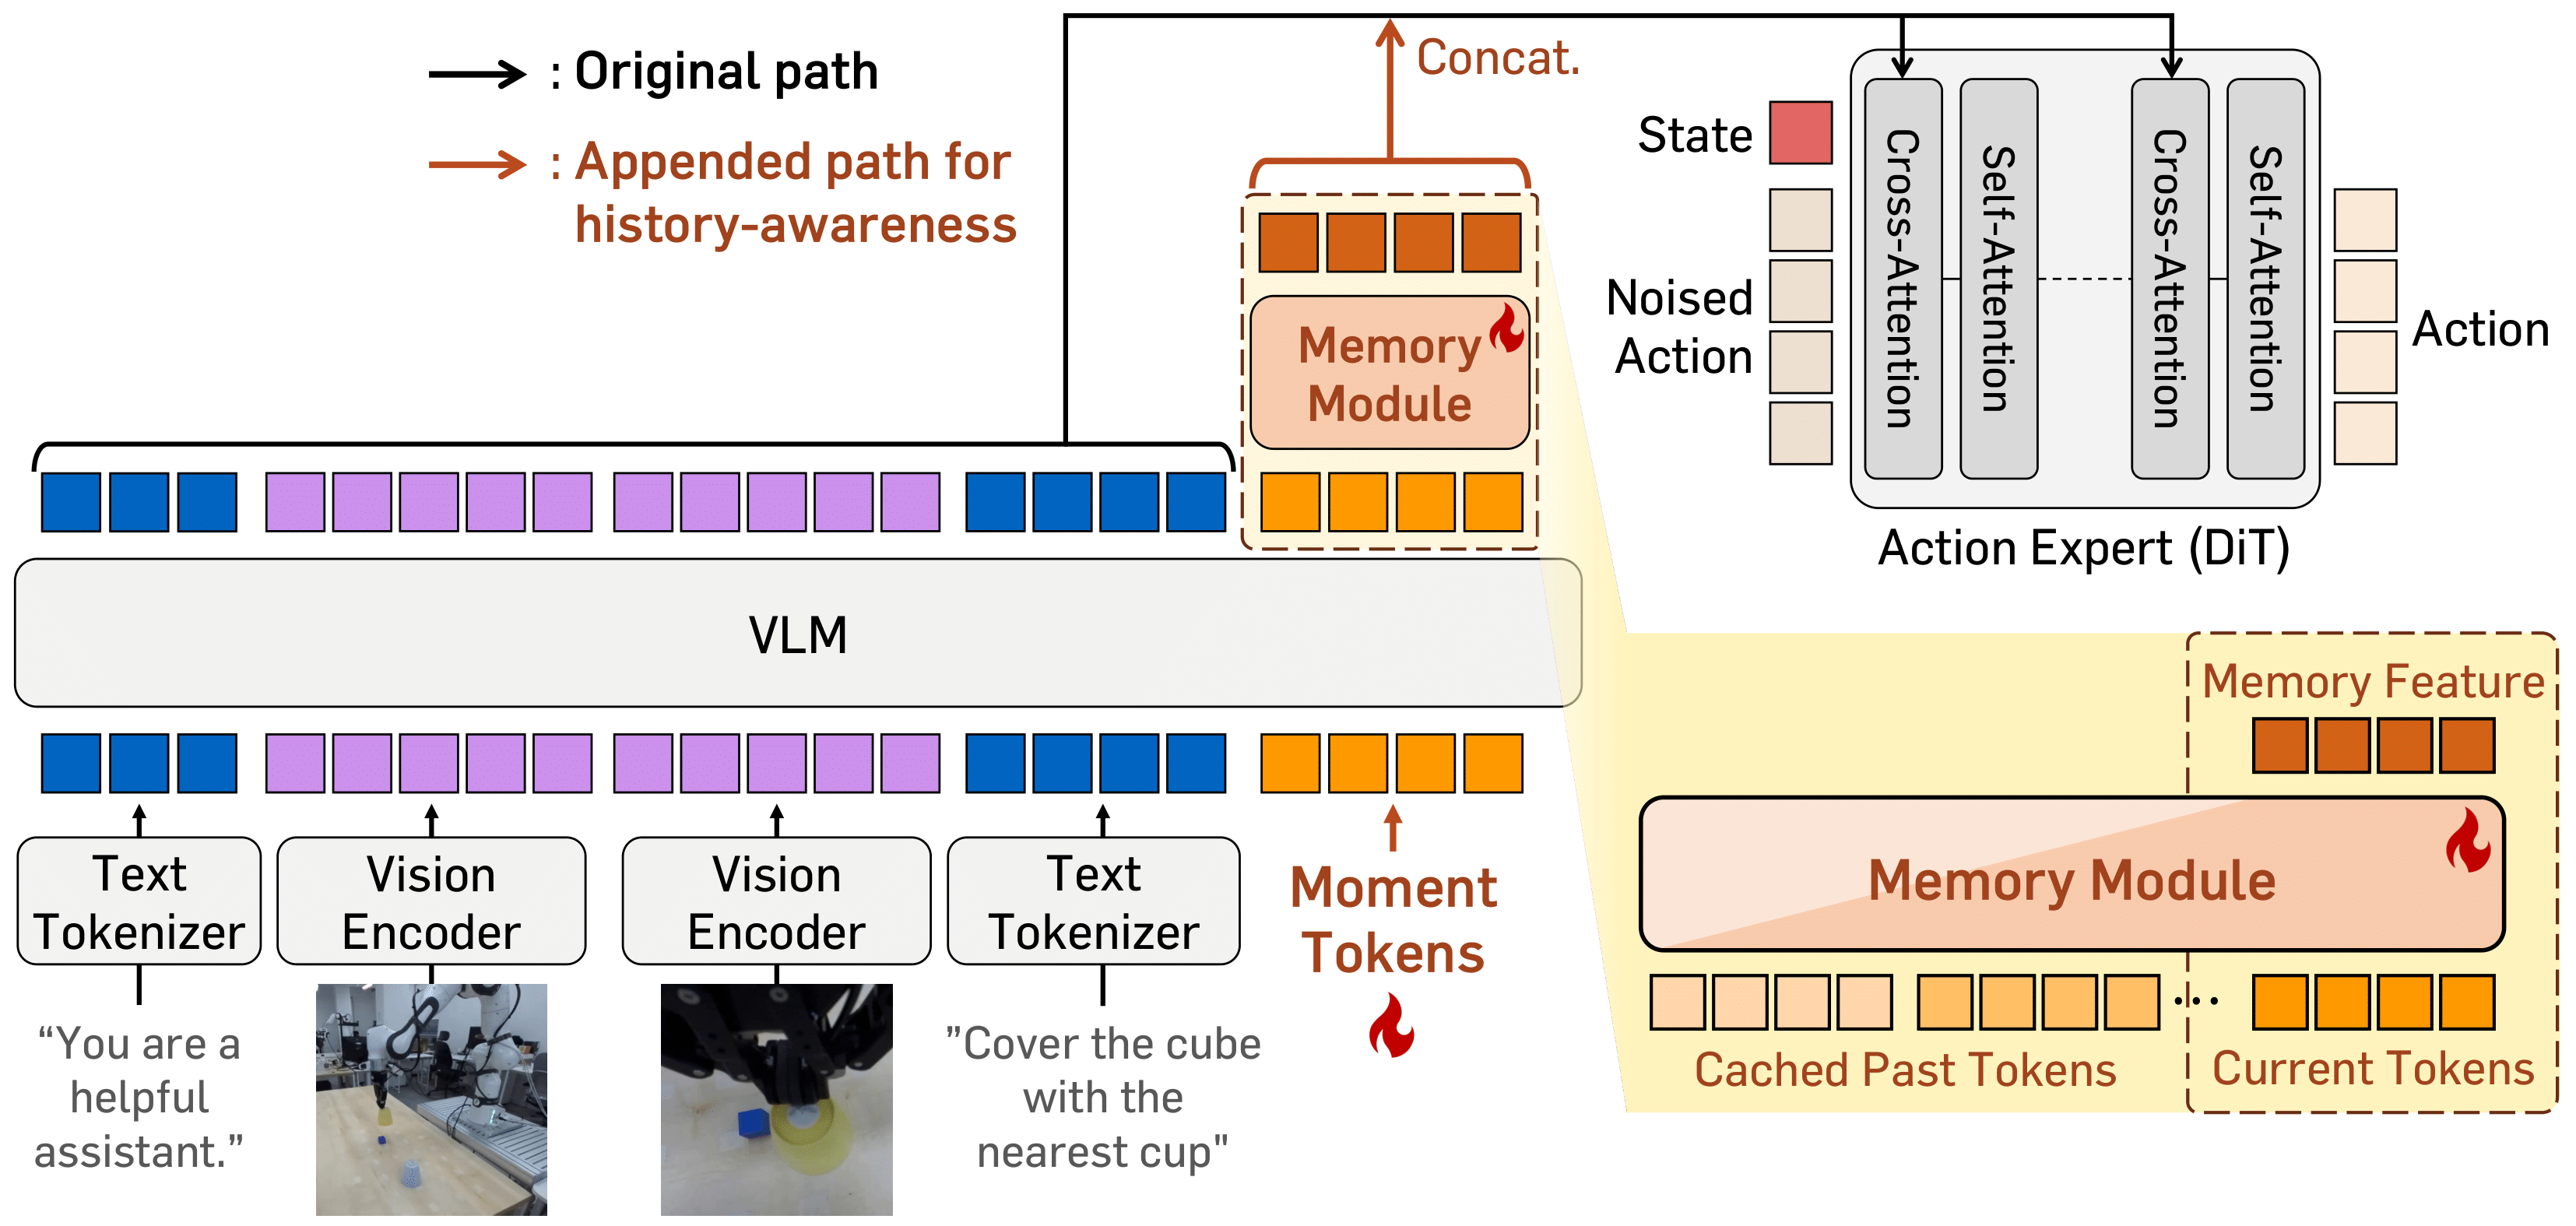 : Original path
: Appended path for
history-awareness
Concat.
State
Noised
Action
Cross-Attention
Self-Attention
Cross-Attention
Self-Attention
Action
Action Expert (DiT)
Memory
Module
VLM
Text
Tokenizer
Vision
Encoder
Vision
Encoder
Text
Tokenizer
Moment
Tokens
“You are a
helpful
assistant.”
”Cover the cube
with the
nearest cup"
Memory Feature
Memory Module
...
Cached Past Tokens
Current Tokens